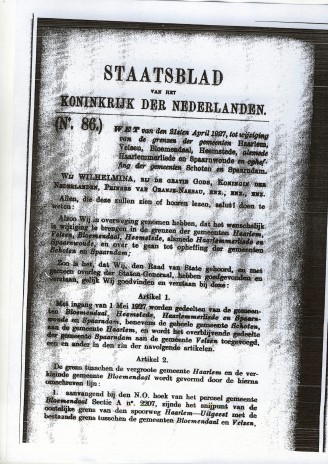 STAATSBLAD
VAN HET
KONINKRIJK DER NEDERLANDEN.
(No. 86.) WET van den 21sten April 1927, tot wijziging
van de grenzen der gemeenten Haarlem,
Velsen, Bloemendaal, Heemstede, alsmede
Haarlemmerliede en Spaarnwoude en ophef-
fing der gemeenten Schoten en Spaarndam.
WIJ WILHELMINA, BIJ DE GRATIE GODS, KONINGIN DER
NEDERLANDEN, PRINSES VAN ORANJE-NASSAU, ENZ., ENZ., ENZ.
Allen, die deze zullen zien of hooren lezen, salut! doen te
weten:
Alzoo Wij in overweging genomen hebben, dat het wenschelijk
is wijziging te brengen in de grenzen der gemeenten Haarlem,
Velsen, Bloemendaal, Heemstede, alsmede Haarlemmerliede en
Spaarnwoude, en over te gaan tot opheffing der gemeenten
Schoten en Spaarndam;
Zoo is het, dat Wij, den Raad van State gehoord, en met
gemeen overleg der Staten-Generaal, hebben goedgevonden en
verstaan, gelijk Wij goedvinden en verstaan bij deze:
Artikel 1.
Met ingang van 1 Mei 1927 worden gedeelten van de gemeen-
ten Bloemendaal, Heemstede, Haarlemmerliede en Spaarn-
woude en Spaarndam, benevens de geheele gemeente Schoten,
aan de gemeente Haarlem, en wordt het overblijvende gedeelte
der gemeente Spaarndam aan de gemeente Velsen toegevoegd,
een en ander in den zin der navolgende artikelen.
Artikel 2.
De grens tusschen de vergroote gemeente Haarlem en de ver-
kleinde gemeente Bloemendaal wordt gevormd door de hierna
omschreven lijn:
1. aanvangend bij den N.O. hoek van het perceel gemeente
Bloemendaal Sectie A no. 2207, zijnde het snijpunt van de
oostelijke grens van den spoorweg Haarlem—Uitgeest met de
bestaande grens tusschen de gemeenten Bloemendaal en Velsen,